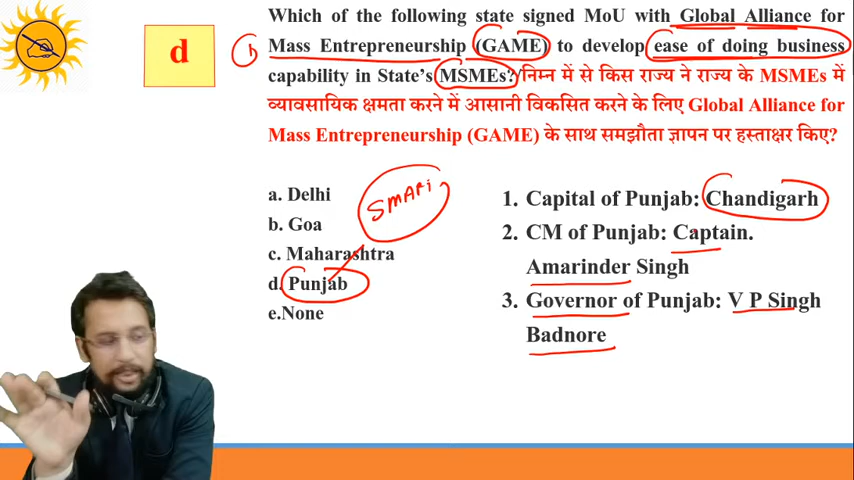 Which of the following state signed MoU with Global Alliance for
Mass Entrepreneurship (GAME) to develop ease of doing business
capability in State's MSMEs?/निम्न में से किस राज्य ने राज्य के MSMEs में
व्यावसायिक क्षमता करने में आसानी विकसित करने के लिए Global Alliance for
Mass Entrepreneurship (GAME) के साथ समझौता ज्ञापन पर हस्ताक्षर किए?
d
a. Delhi
b. Goa
c. Maharashtra
d. Punjab
e.None
1. Capital of Punjab: Chandigarh
2. CM of Punjab: Captain.
Amarinder Singh
3. Governor of Punjab: V P Singh
Badnore